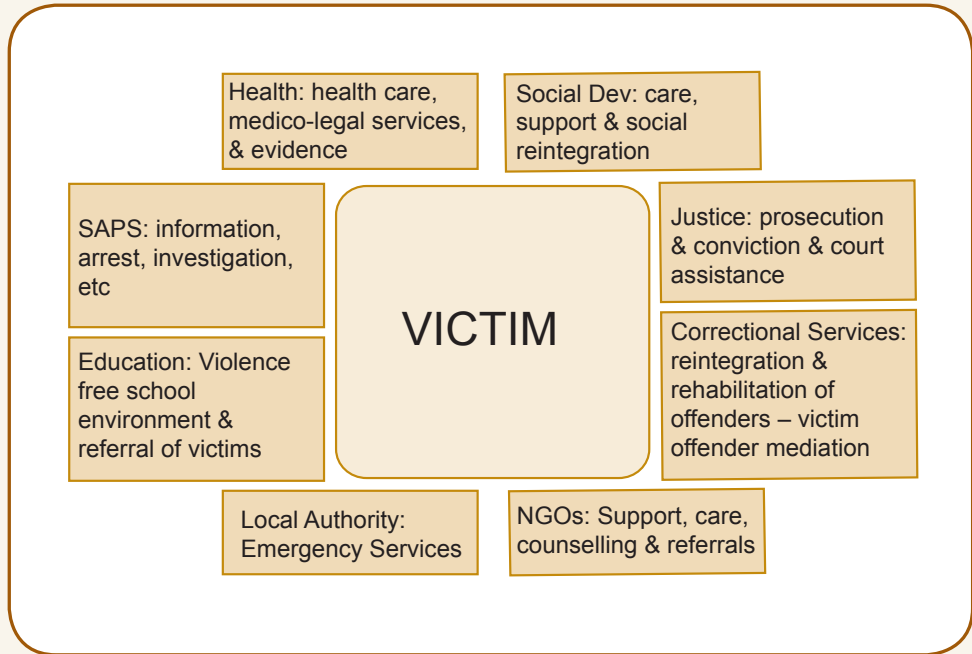 Health: health care,
medico-legal services,
& evidence
Social Dev: care,
support & social
reintegration
SAPS: information,
arrest, investigation,
etc
VICTIM
Justice: prosecution
& conviction & court
assistance
Education: Violence
free school
environment &
referral of victims
Correctional Services:
reintegration &
rehabilitation of
offenders – victim
offender mediation
Local Authority:
Emergency Services
NGOs: Support, care,
counselling & referrals